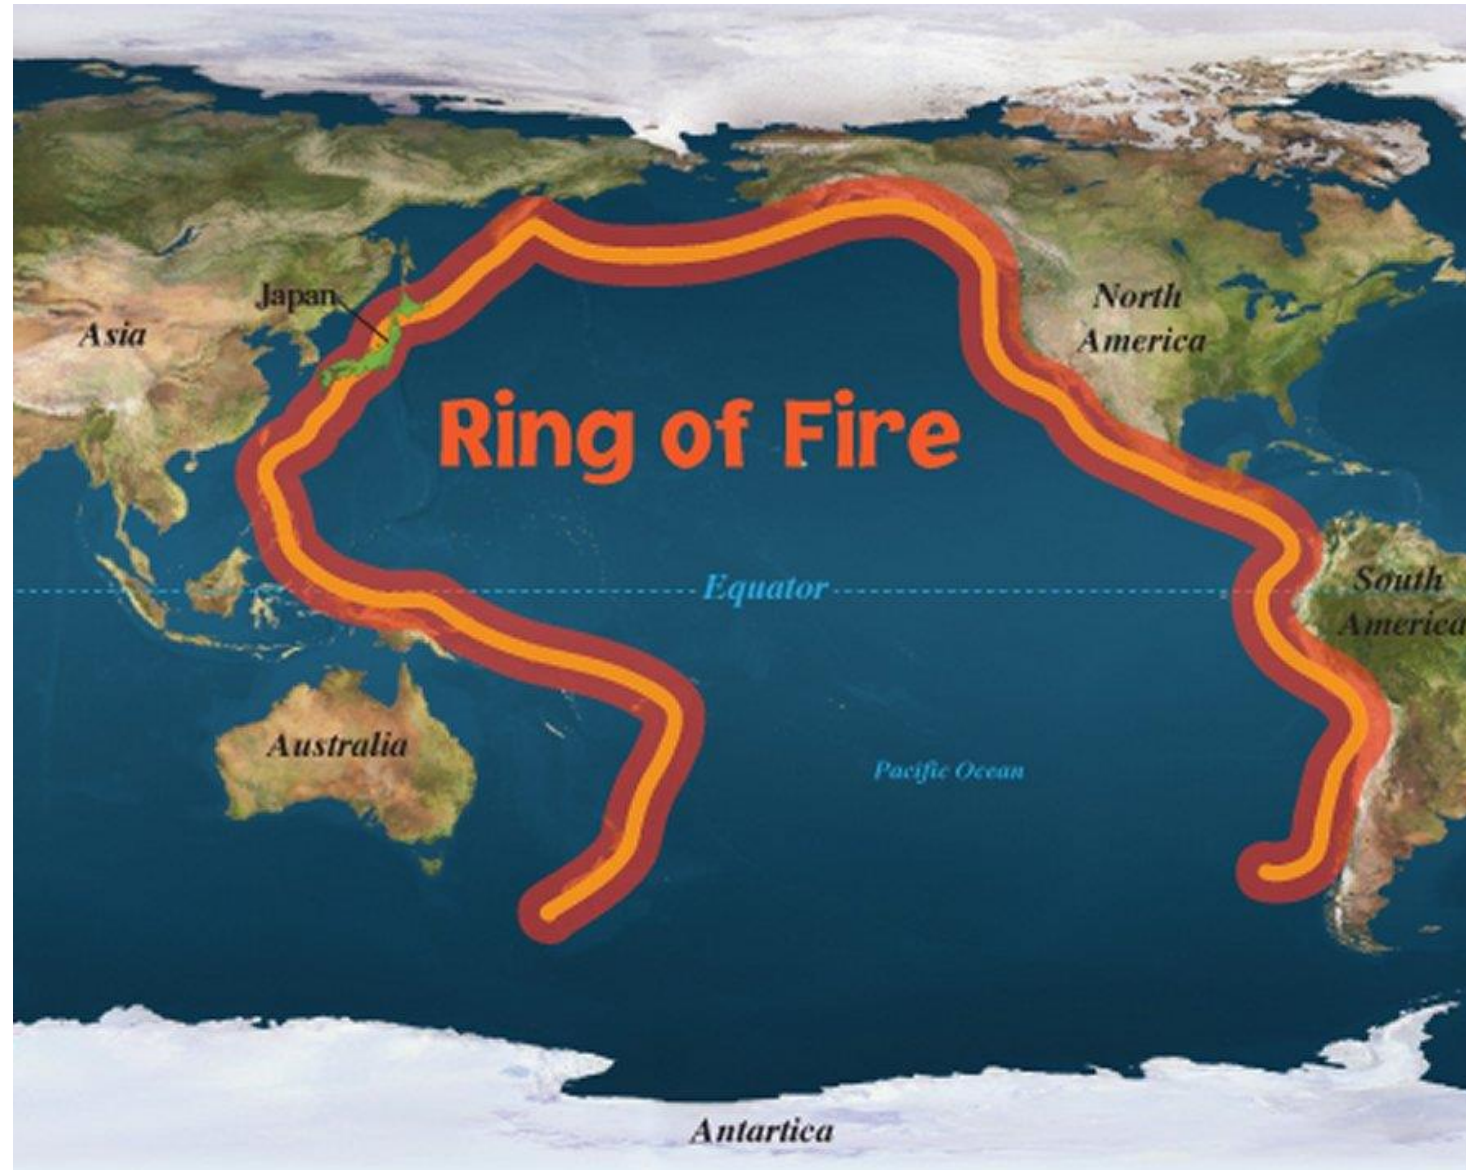 Japan
Asia
North
America
Ring of Fire
Equator
South
America
Australia
Pacific Ocean
Antartica